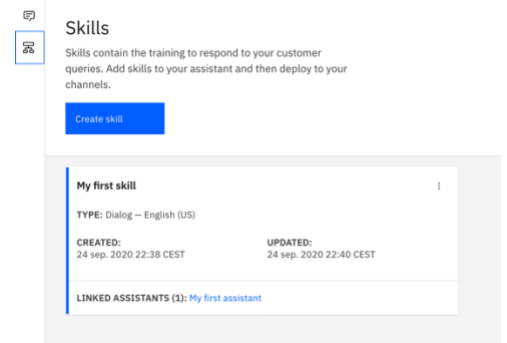 Skills
Skills contain the training to respond to your customer
queries. Add skills to your assistant and then deploy to your
channels.
Create skill
My first skill
TYPE: Dialog — English (US)
CREATED:
24 sep. 2020 22:38 CEST
UPDATED:
24 sep. 2020 22:40 CEST
LINKED ASSISTANTS (1): My first assistant